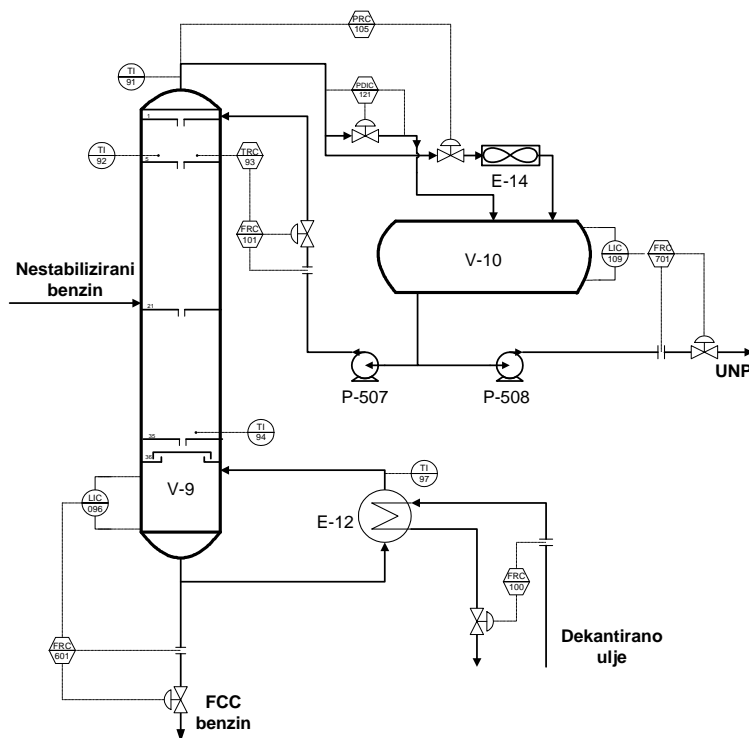 PRC
105
TI
91
PDIC
121
1
TI
92
5
TRC
93
E-14
FRC
101
V-10
LIC
109
FRC
701
Nestabilizirani
benzin
21
UNP
P-507
P-508
35
TI
94
36
TI
97
LIC
096
V-9
E-12
FRC
100
Dekantirano
ulje
FRC
601
FCC
benzin